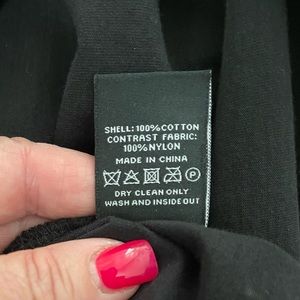 SHELL: 100%COTTON
CONTRAST FABRIC:
100%NYLON
MADE IN CHINA
P
DRY CLEAN ONLY
WASH AND INSIDE OUT